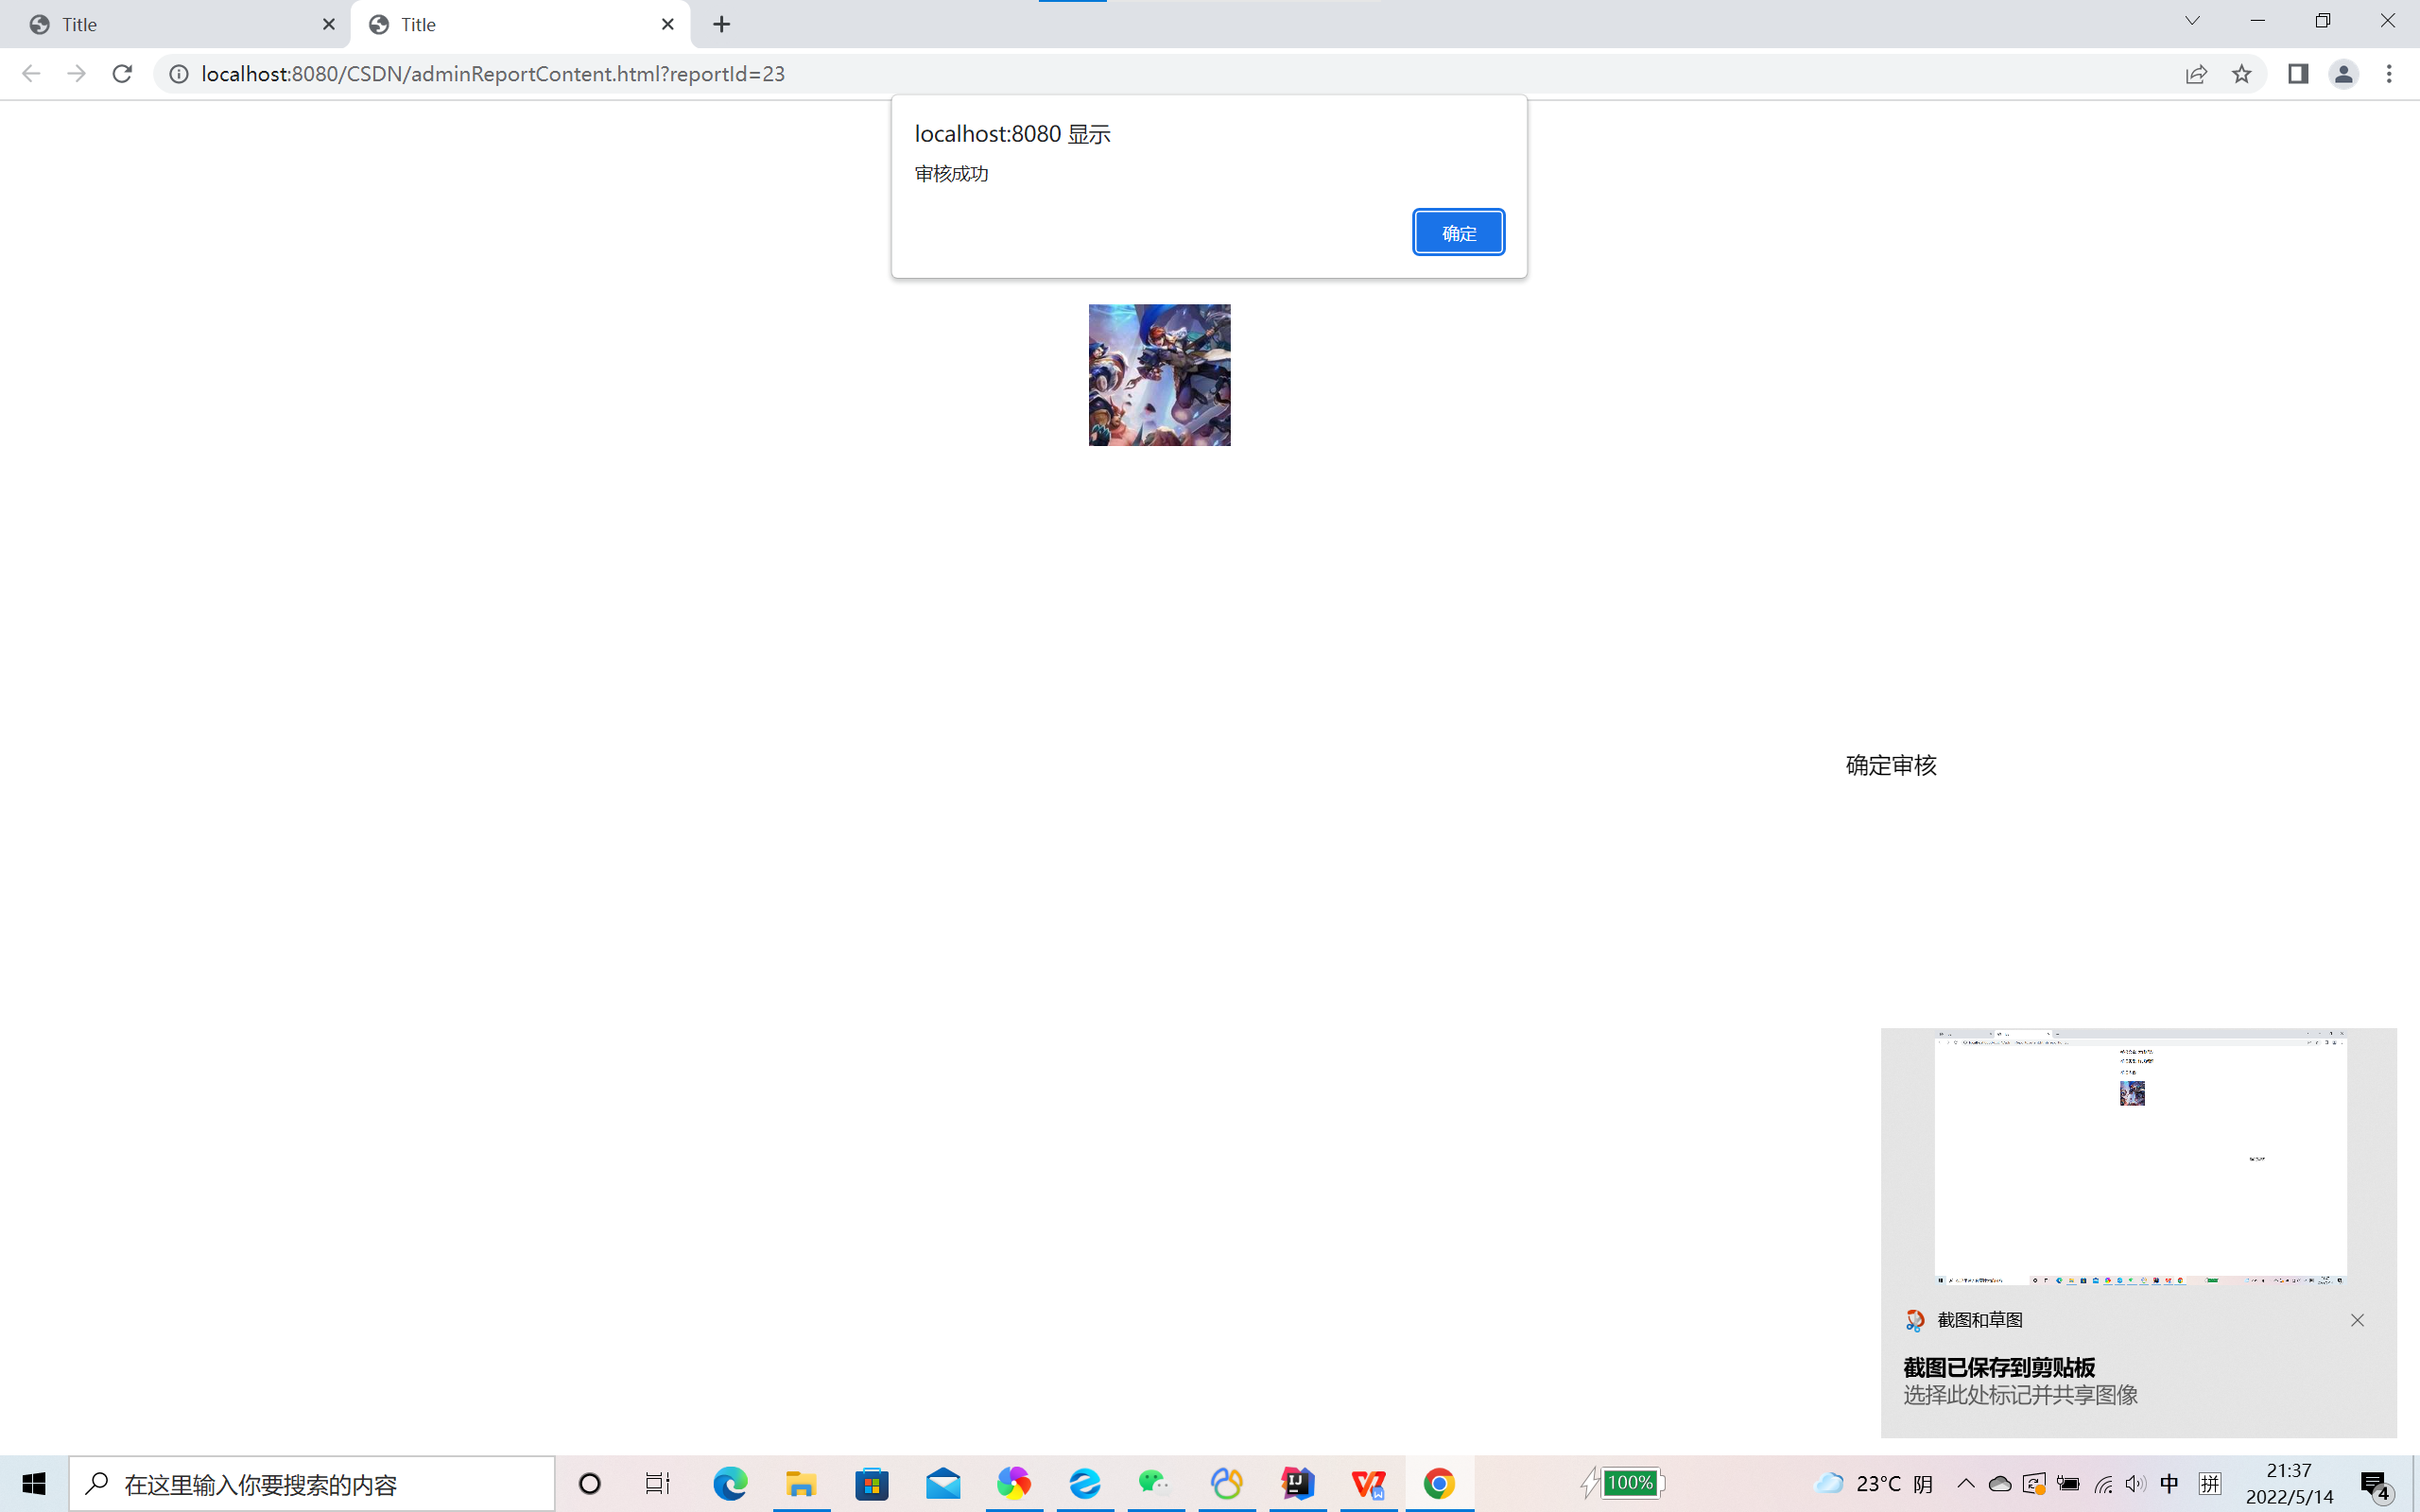 Title
Title
localhost:8080/CSDN/adminReportContent.html?reportId=23
localhost:8080 显示
审核成功
确定
确定审核
截图和草图
截图已保存到剪贴板
选择此处标记并共享图像
在这里输入你要搜索的内容
100%
23°C 阴
中
拼
21:37
2022/5/14
4